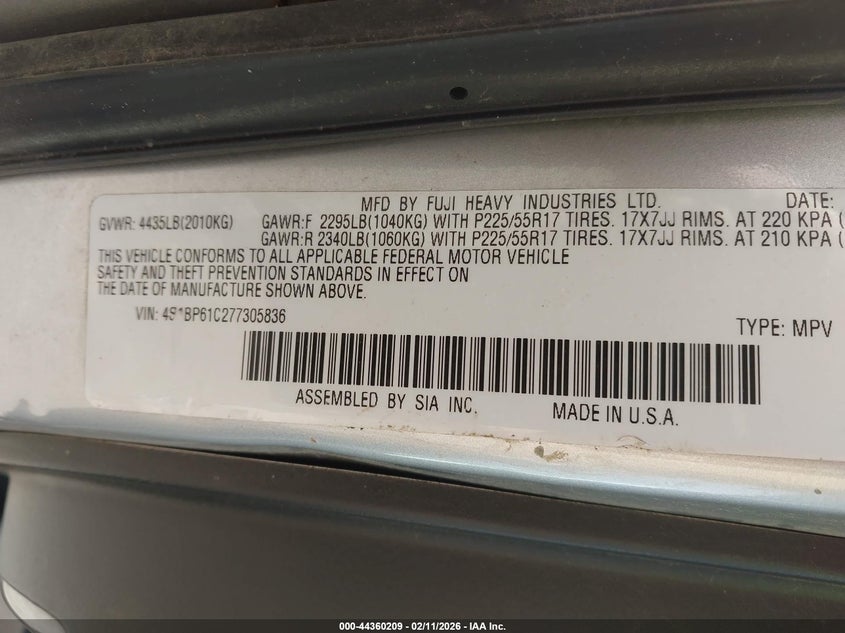 MFD BY FUJI HEAVY INDUSTRIES LTD. DATE:
GVWR: 4435LB(2010KG) GAWR:F 2295LB(1040KG) WITH P225/55R17 TIRES. 17X7JJ RIMS. AT 220 KPA (
GAWR:R 2340LB(1060KG) WITH P225/55R17 TIRES. 17X7JJ RIMS. AT 210 KPA (
THIS VEHICLE CONFORMS TO ALL APPLICABLE FEDERAL MOTOR VEHICLE
SAFETY AND THEFT PREVENTION STANDARDS IN EFFECT ON
THE DATE OF MANUFACTURE SHOWN ABOVE.
VIN: 4S*BP61C277305836
TYPE: MPV
ASSEMBLED BY SIA INC. MADE IN U.S.A.
000-44360209 - 02/11/2026 - IAA Inc.